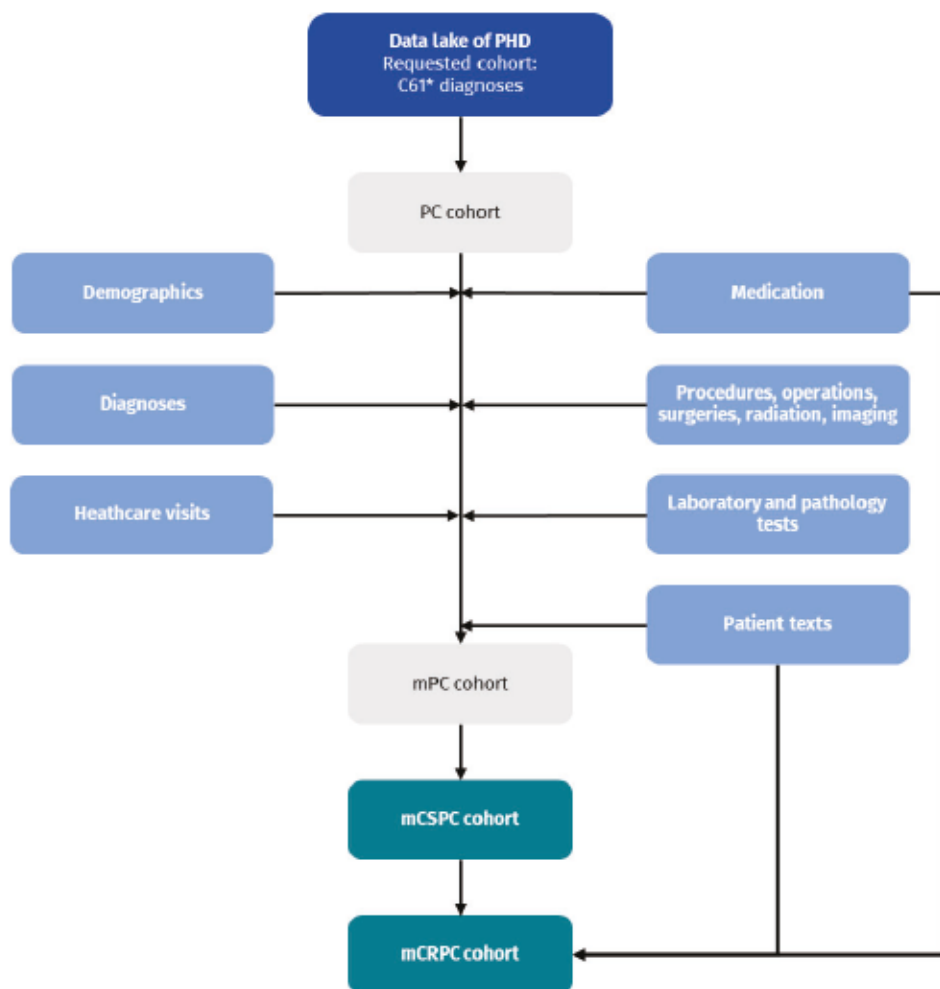 Data lake of PHD
Requested cohort:
C61* diagnoses
PC cohort
Demographics
Medication
Diagnoses
Procedures, operations,
surgeries, radiation, imaging
Heathcare visits
Laboratory and pathology
tests
Patient texts
mPC cohort
mCSPC cohort
mCRPC cohort